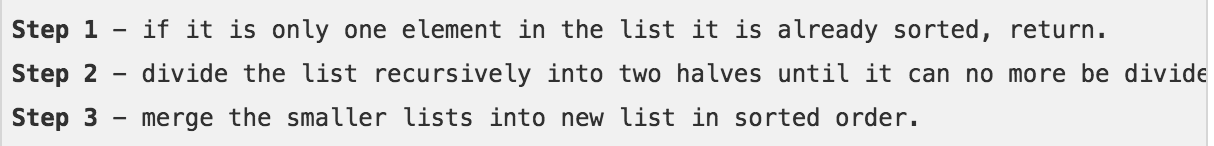 Step 1 − if it is only one element in the list it is already sorted, return.
Step 2 − divide the list recursively into two halves until it can no more be divide
Step 3 − merge the smaller lists into new list in sorted order.